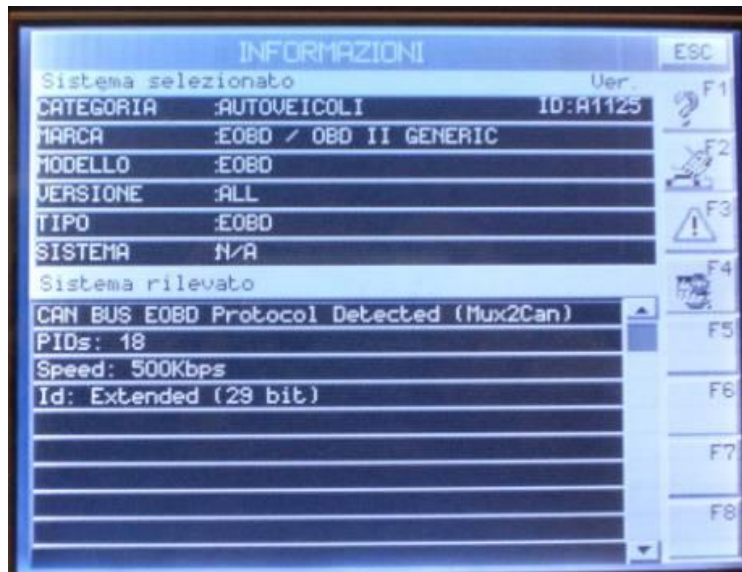 INFORMAZIONI
ESC
Sistema selezionato Ver.
CATEGORIA :AUTOVEICOLI ID:A1125
MARCA :EOBD / OBD II GENERIC
MODELLO :EOBD
VERSIONE :ALL
TIPO :EOBD
SISTEMA :N/A
Sistema rilevato
CAN BUS EOBD Protocol Detected (Mux2Can)
PIDs: 18
Speed: 500Kbps
Id: Extended (29 bit)
F1
F2
F3
F4
F5
F6
F7
F8